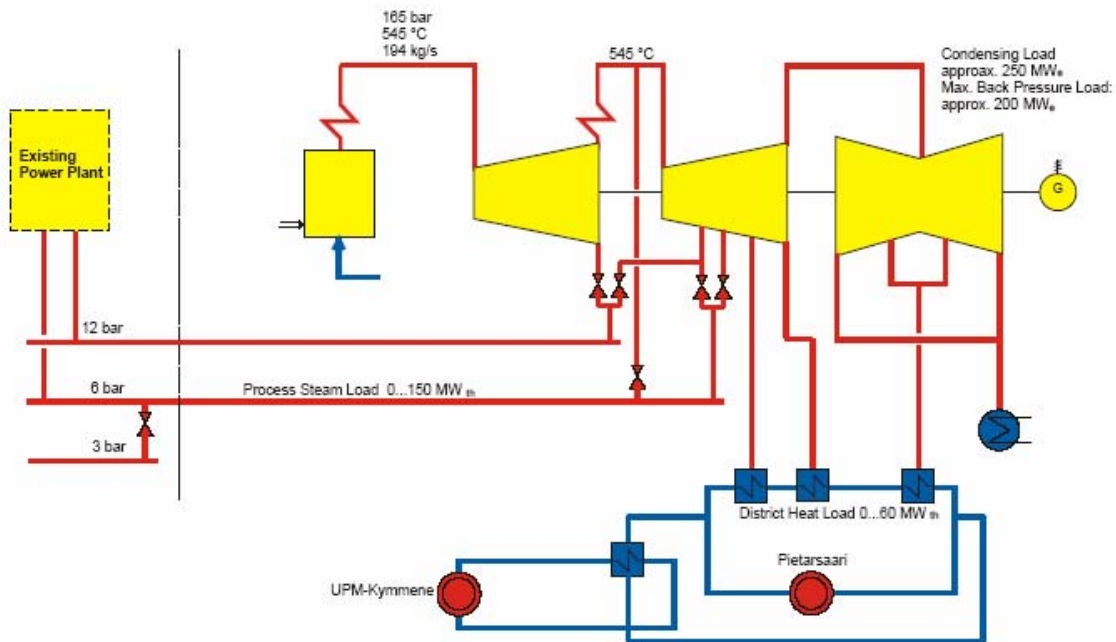 165 bar
545 °C
194 kg/s
545 °C
Condensing Load
approax. 250 MWe
Max. Back Pressure Load:
approx. 200 MWe
Existing
Power Plant
G
12 bar
6 bar
Process Steam Load 0...150 MW th
3 bar
District Heat Load 0...60 MW th
Pietarsaari
UPM-Kymmene